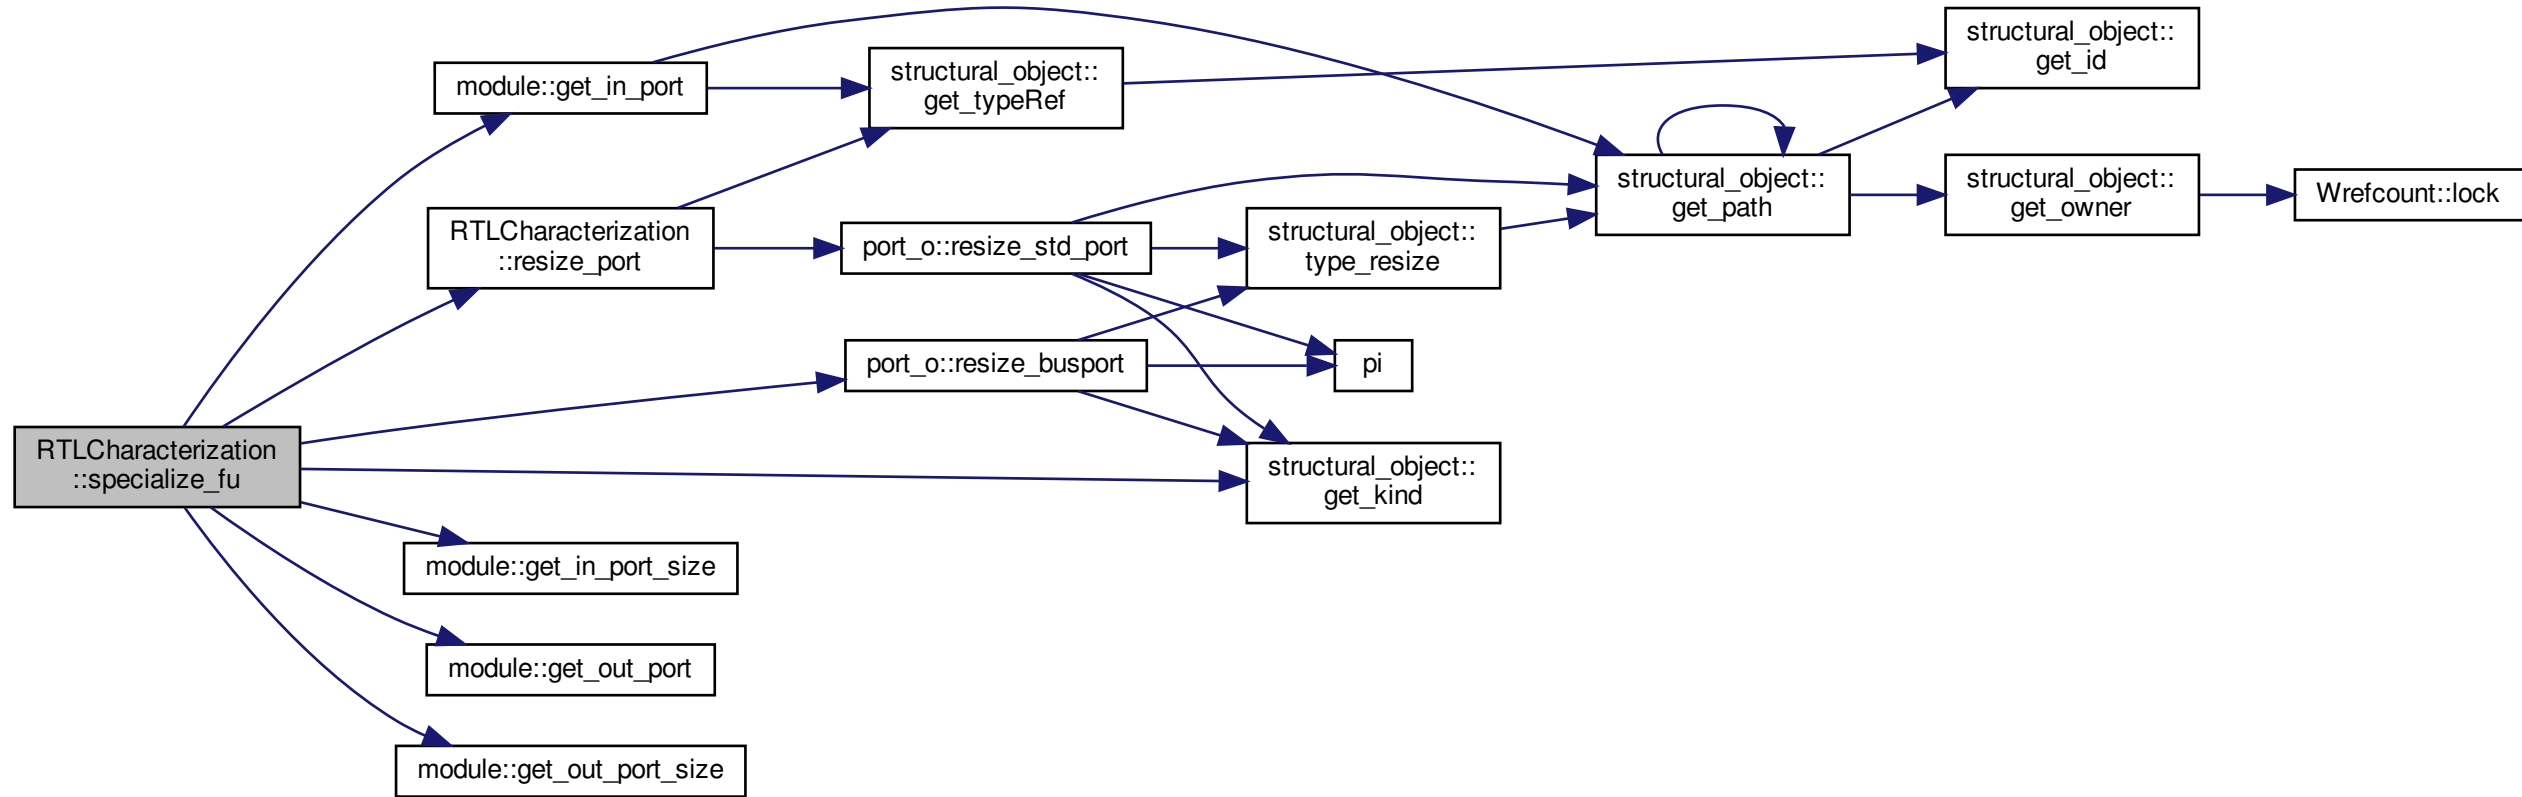 structural_object::
get_id
module::get_in_port
structural_object::
get_typeRef
structural_object::
get_path
structural_object::
get_owner
Wrefcount::lock
RTLCharacterization
::resize_port
port_o::resize_std_port
structural_object::
type_resize
port_o::resize_busport
pi
RTLCharacterization
::specialize_fu
structural_object::
get_kind
module::get_in_port_size
module::get_out_port
module::get_out_port_size